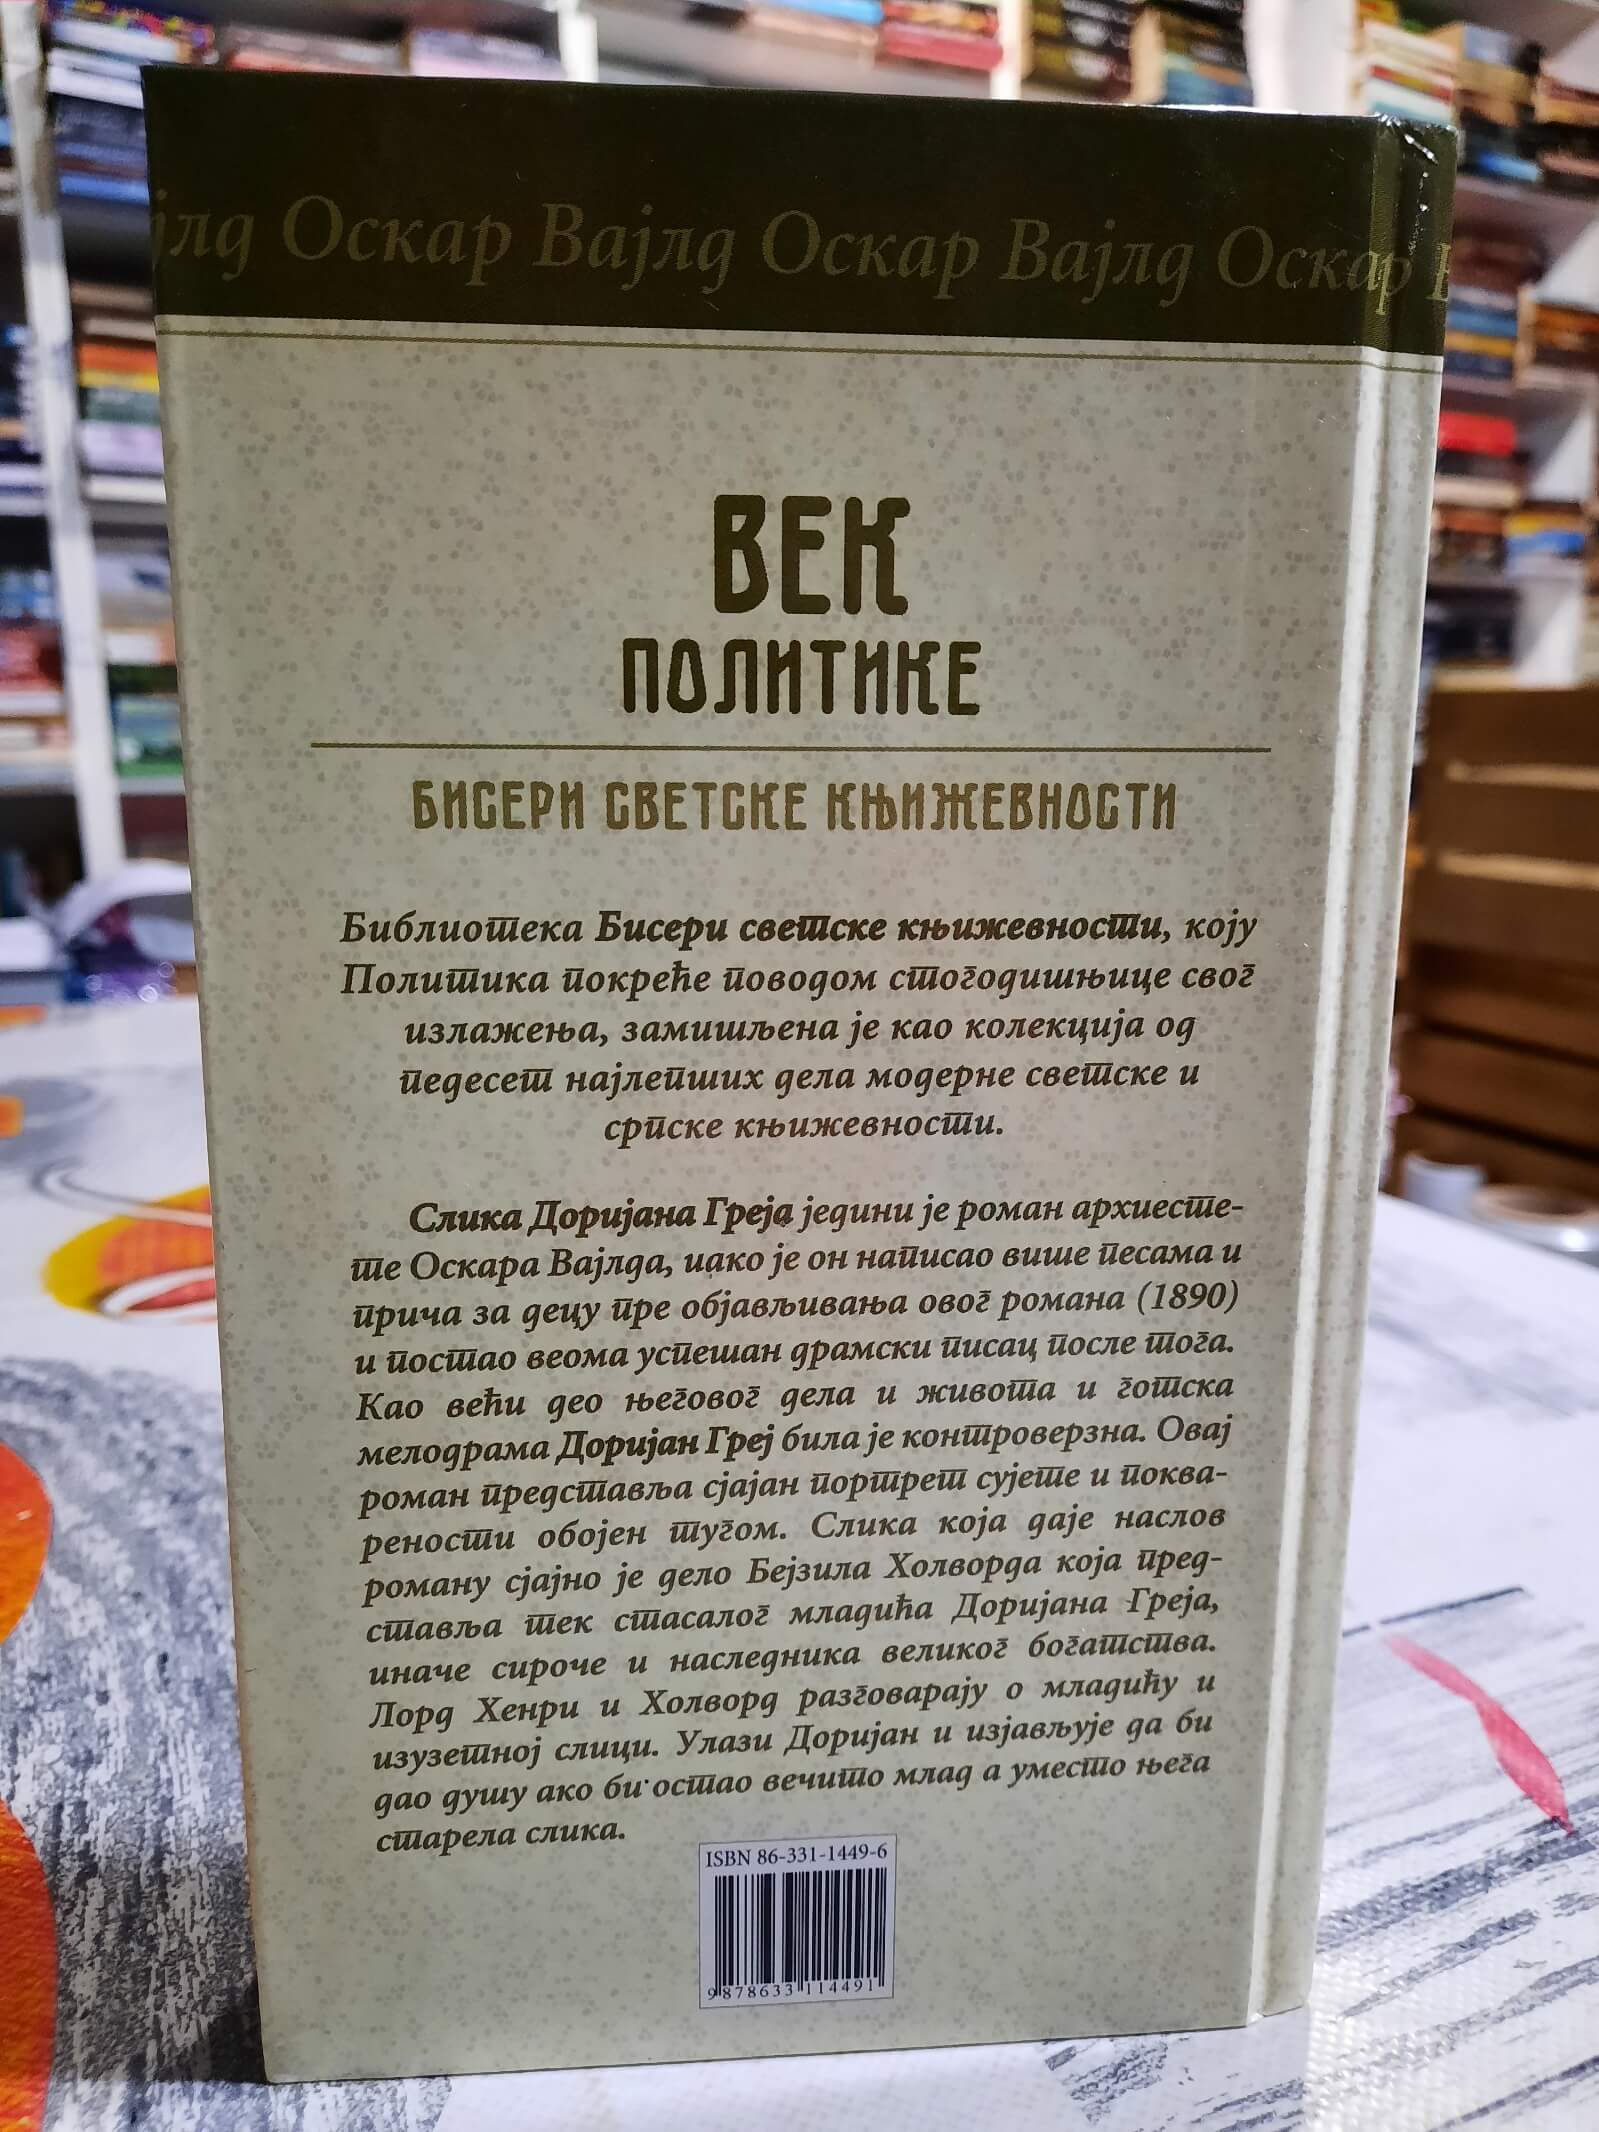 јлд Оскар Вајлд Оскар Вајлд Оскар В
ВЕК
ПОЛИТИКЕ
БИСЕРИ СВЕТСКЕ КЊИЖЕВНОСТИ
Библиотека Бисери светске књижевности, коју
Политика покреће поводом стогодишњице свог
излажења, замишљена је као колекција од
педесет најлепших дела модерне светске и
српске књижевности.
Слика Доријана Греја једини је роман архиесте-
те Оскара Вајлда, иако је он написао више песама и
прича за децу пре објављивања овог романа (1890)
и постао веома успешан драмски писац после тога.
Као већи део његовог дела и живота и готска
мелодрама Доријан Греј била је контроверзна. Овај
роман представља сјајан портрет сујете и поква-
рености обојен тугом. Слика која даје наслов
роману сјајно је дело Бејзила Холворда која пред-
ставља тек стасалог младића Доријана Греја,
иначе сироче и наследника великог богатства.
Лорд Хенри и Холворд разговарају о младићу и
изузетној слици. Улази Доријан и изјављује да би
дао душу ако би остао вечито млад а уместо њега
старела слика.
ISBN 86-331-1449-6
9 788633 114491